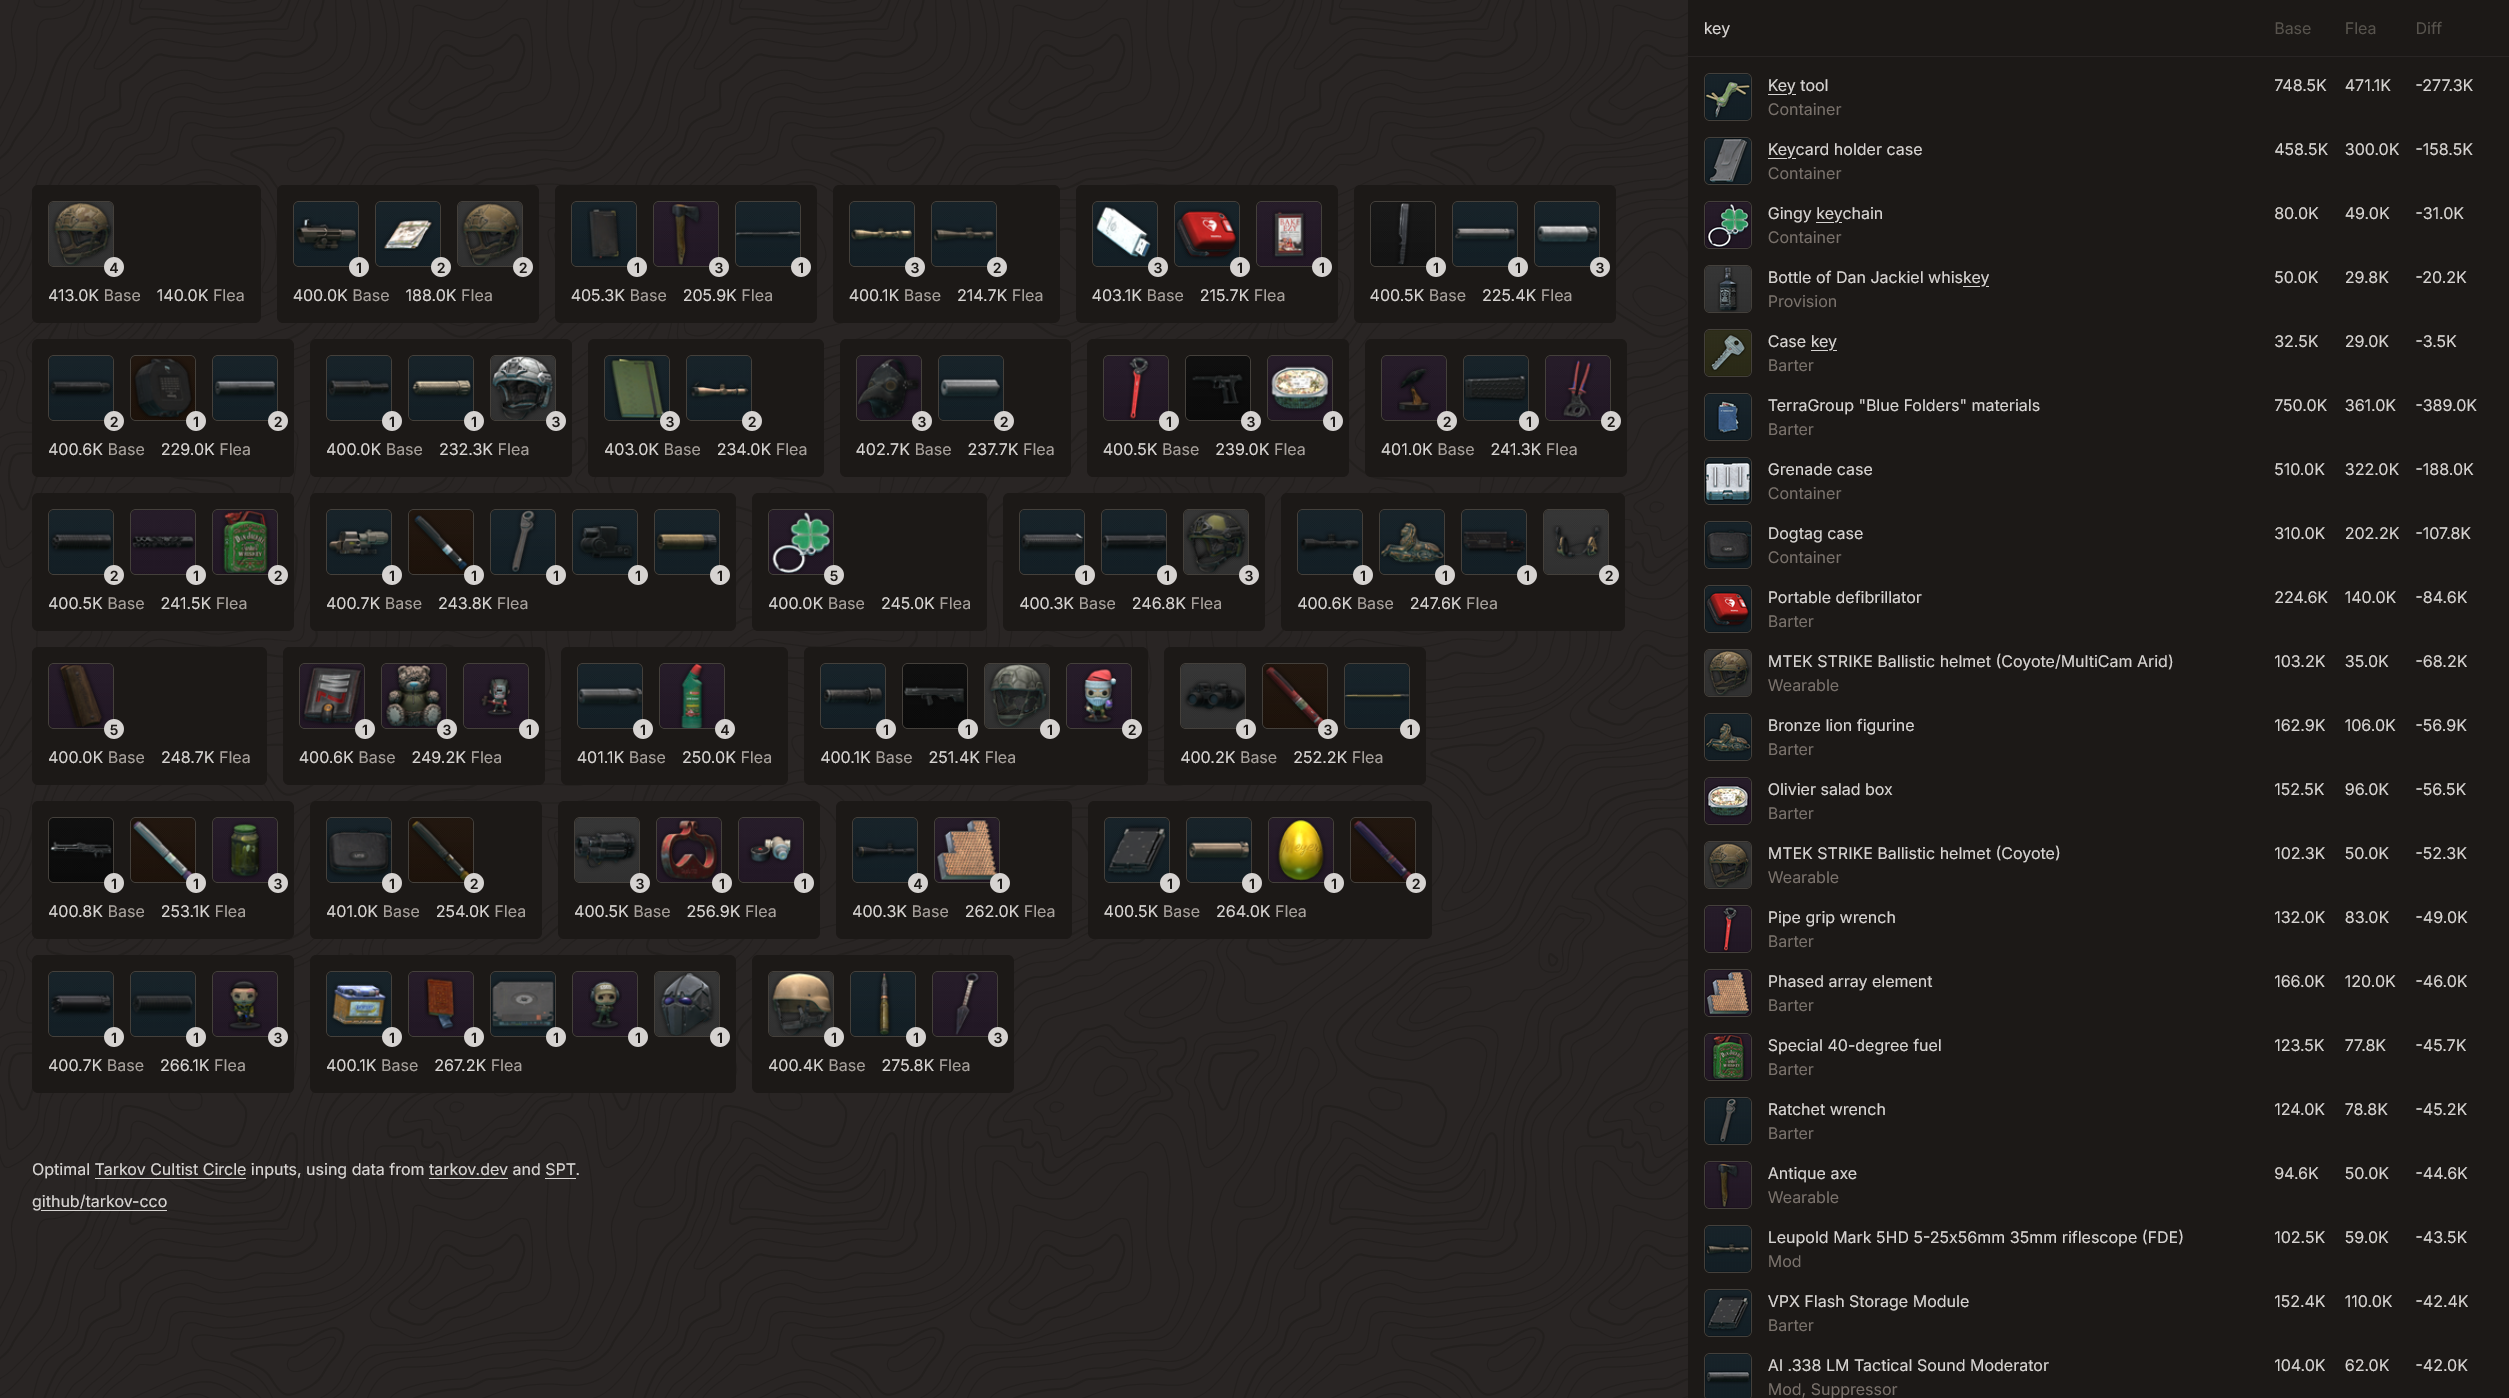 4
413.0K Base 140.0K Flea
1 2 2
400.0K Base 188.0K Flea
1 3 1
405.3K Base 205.9K Flea
3 2
400.1K Base 214.7K Flea
3 1 1
403.1K Base 215.7K Flea
1 1 3
400.5K Base 225.4K Flea
2 1 2
400.6K Base 229.0K Flea
1 1 3
400.0K Base 232.3K Flea
3 2
403.0K Base 234.0K Flea
3 2
402.7K Base 237.7K Flea
1 3 1
400.5K Base 239.0K Flea
2 1 2
401.0K Base 241.3K Flea
2 1 2
400.5K Base 241.5K Flea
1 1 1 1 1
400.7K Base 243.8K Flea
5
400.0K Base 245.0K Flea
1 1 3
400.3K Base 246.8K Flea
1 1 1 2
400.6K Base 247.6K Flea
5
400.0K Base 248.7K Flea
1 3 1
400.6K Base 249.2K Flea
1 4
401.1K Base 250.0K Flea
1 1 1 2
400.1K Base 251.4K Flea
1 3 1
400.2K Base 252.2K Flea
1 1 3
400.8K Base 253.1K Flea
1 2
401.0K Base 254.0K Flea
3 1 1
400.5K Base 256.9K Flea
4 1
400.3K Base 262.0K Flea
1 1 1 2
400.5K Base 264.0K Flea
1 1 3
400.7K Base 266.1K Flea
1 1 1 1 1
400.1K Base 267.2K Flea
1 1 3
400.4K Base 275.8K Flea
Optimal Tarkov Cultist Circle inputs, using data from tarkov.dev and SPT.
github/tarkov-cco
key Base Flea Diff
Key tool 748.5K 471.1K -277.3K
Container
Keycard holder case 458.5K 300.0K -158.5K
Container
Gingy keychain 80.0K 49.0K -31.0K
Container
Bottle of Dan Jackiel whiskey 50.0K 29.8K -20.2K
Provision
Case key 32.5K 29.0K -3.5K
Barter
TerraGroup "Blue Folders" materials 750.0K 361.0K -389.0K
Barter
Grenade case 510.0K 322.0K -188.0K
Container
Dogtag case 310.0K 202.2K -107.8K
Container
Portable defibrillator 224.6K 140.0K -84.6K
Barter
MTEK STRIKE Ballistic helmet (Coyote/MultiCam Arid) 103.2K 35.0K -68.2K
Wearable
Bronze lion figurine 162.9K 106.0K -56.9K
Barter
Olivier salad box 152.5K 96.0K -56.5K
Barter
MTEK STRIKE Ballistic helmet (Coyote) 102.3K 50.0K -52.3K
Wearable
Pipe grip wrench 132.0K 83.0K -49.0K
Barter
Phased array element 166.0K 120.0K -46.0K
Barter
Special 40-degree fuel 123.5K 77.8K -45.7K
Barter
Ratchet wrench 124.0K 78.8K -45.2K
Barter
Antique axe 94.6K 50.0K -44.6K
Wearable
Leupold Mark 5HD 5-25x56mm 35mm riflescope (FDE) 102.5K 59.0K -43.5K
Mod
VPX Flash Storage Module 152.4K 110.0K -42.4K
Barter
AI .338 LM Tactical Sound Moderator 104.0K 62.0K -42.0K
Mod, Suppressor